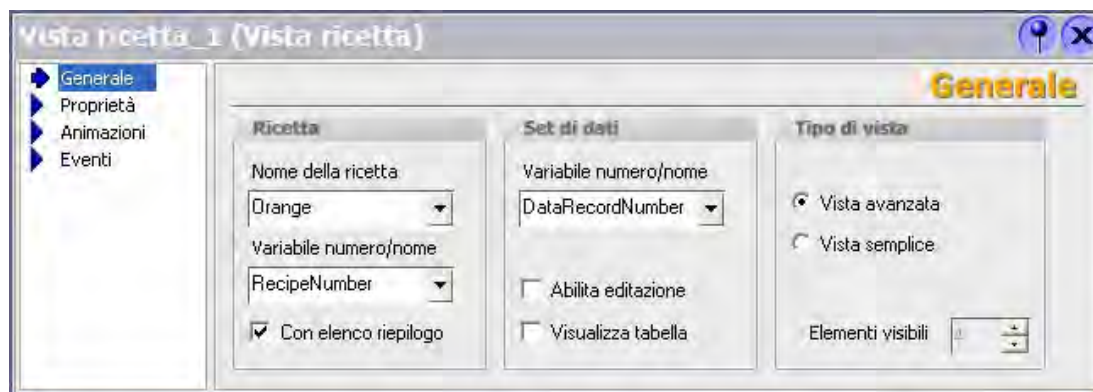 Vista ricetta_1 (Vista ricetta)
Generale
Proprietà
Animazioni
Eventi
Generale
Ricetta
Nome della ricetta
Orange
Variabile numero/nome
RecipeNumber
Con elenco riepilogo
Set di dati
Variabile numero/nome
DataRecordNumber
Abilita editazione
Visualizza tabella
Tipo di vista
Vista avanzata
Vista semplice
Elementi visibili